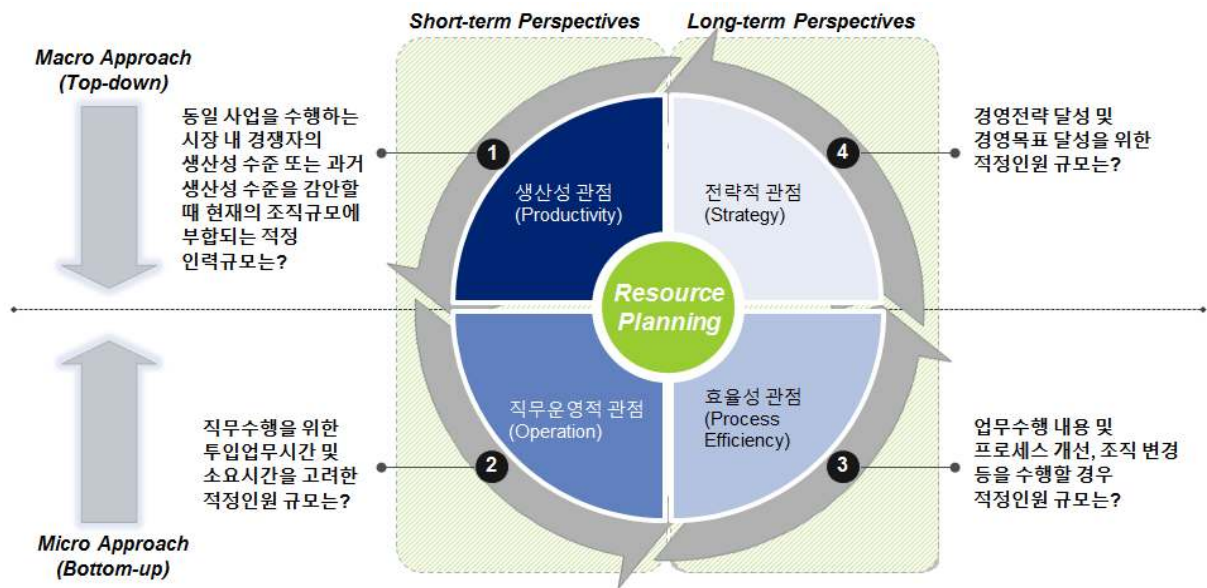 Short-term Perspectives
Long-term Perspectives
Macro Approach
(Top-down)
동일 사업을 수행하는
시장 내 경쟁자의
생산성 수준 또는 과거
생산성 수준을 감안할
때 현재의 조직규모에
부합되는 적정
인력규모는?
1
생산성 관점
(Productivity)
전략적 관점
(Strategy)
4
경영전략 달성 및
경영목표 달성을 위한
적정인원 규모는?
Resource
Planning
직무수행을 위한
투입업무시간 및
소요시간을 고려한
적정인원 규모는?
2
직무운영적 관점
(Operation)
효율성 관점
(Process
Efficiency)
3
업무수행 내용 및
프로세스 개선, 조직 변경
등을 수행할 경우
적정인원 규모는?
Micro Approach
(Bottom-up)